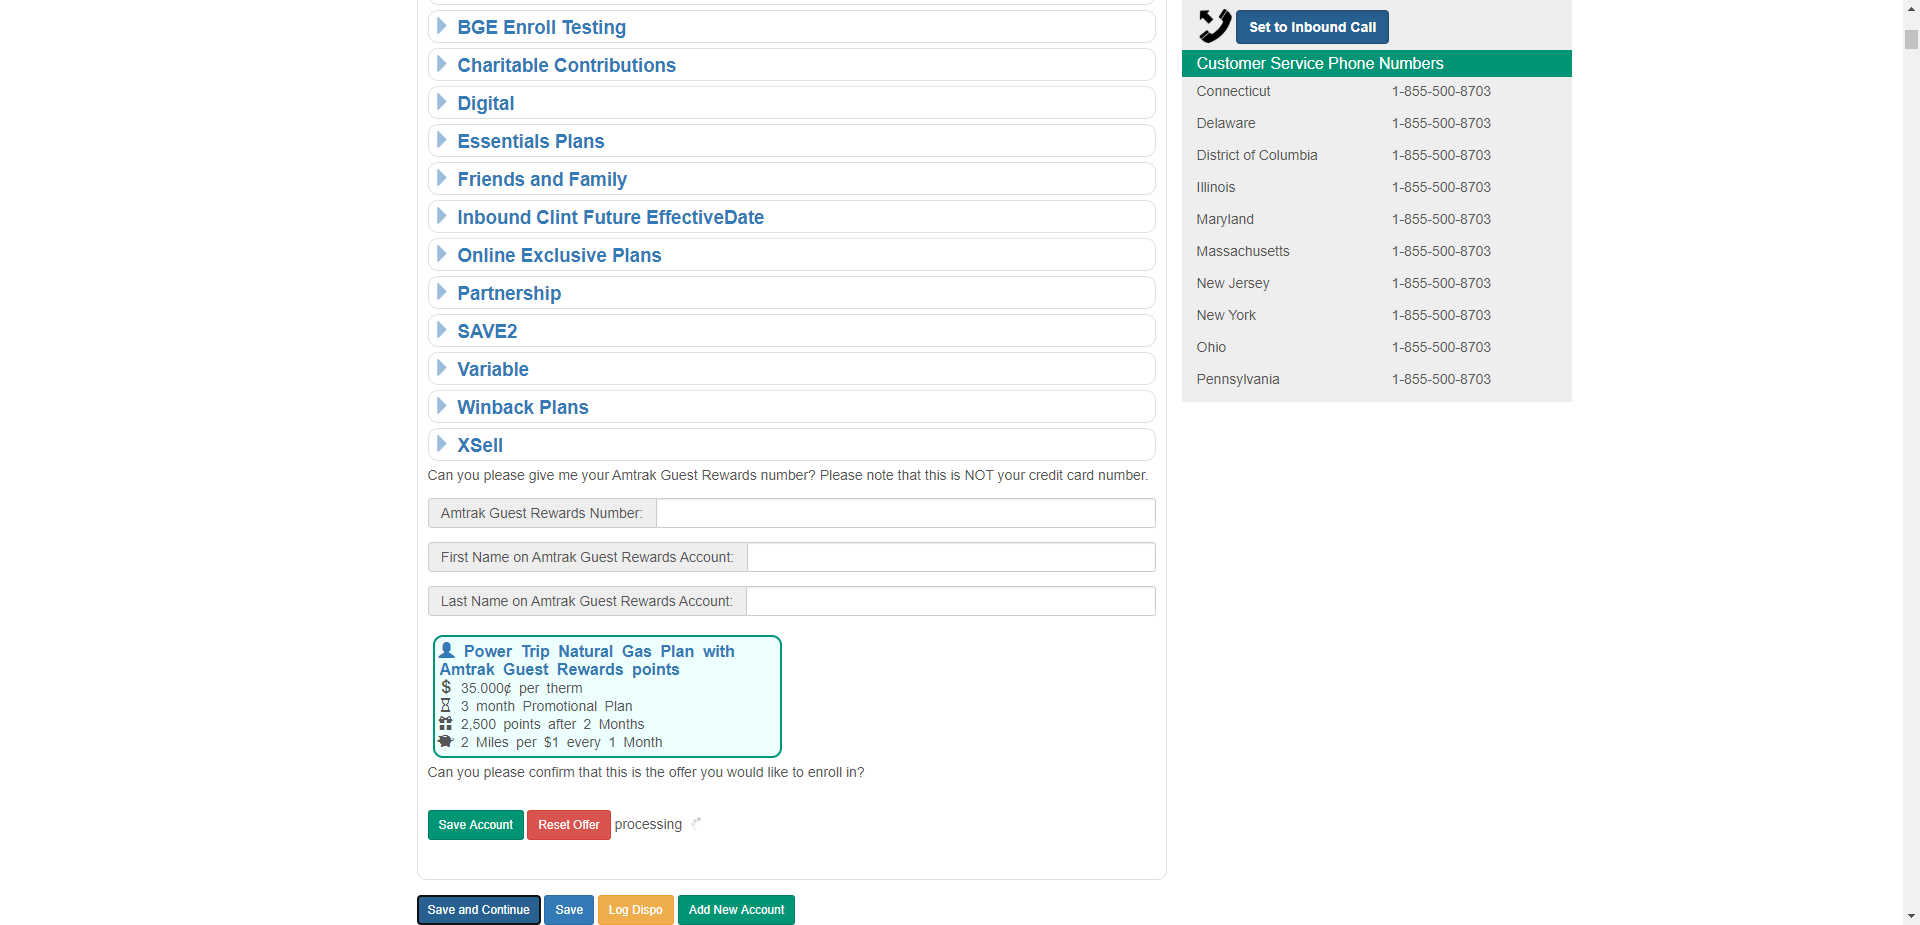 BGE Enroll Testing
Charitable Contributions
Digital
Essentials Plans
Friends and Family
Inbound Clint Future EffectiveDate
Online Exclusive Plans
Partnership
SAVE2
Variable
Winback Plans
XSell
Can you please give me your Amtrak Guest Rewards number? Please note that this is NOT your credit card number.
Amtrak Guest Rewards Number:
First Name on Amtrak Guest Rewards Account:
Last Name on Amtrak Guest Rewards Account:
Power Trip Natural Gas Plan with
Amtrak Guest Rewards points
$ 35.000¢ per therm
3 month Promotional Plan
2,500 points after 2 Months
2 Miles per $1 every 1 Month
Can you please confirm that this is the offer you would like to enroll in?
Save Account Reset Offer processing
Save and Continue Save Log Dispo Add New Account
Set to Inbound Call
Customer Service Phone Numbers
Connecticut 1-855-500-8703
Delaware 1-855-500-8703
District of Columbia 1-855-500-8703
Illinois 1-855-500-8703
Maryland 1-855-500-8703
Massachusetts 1-855-500-8703
New Jersey 1-855-500-8703
New York 1-855-500-8703
Ohio 1-855-500-8703
Pennsylvania 1-855-500-8703